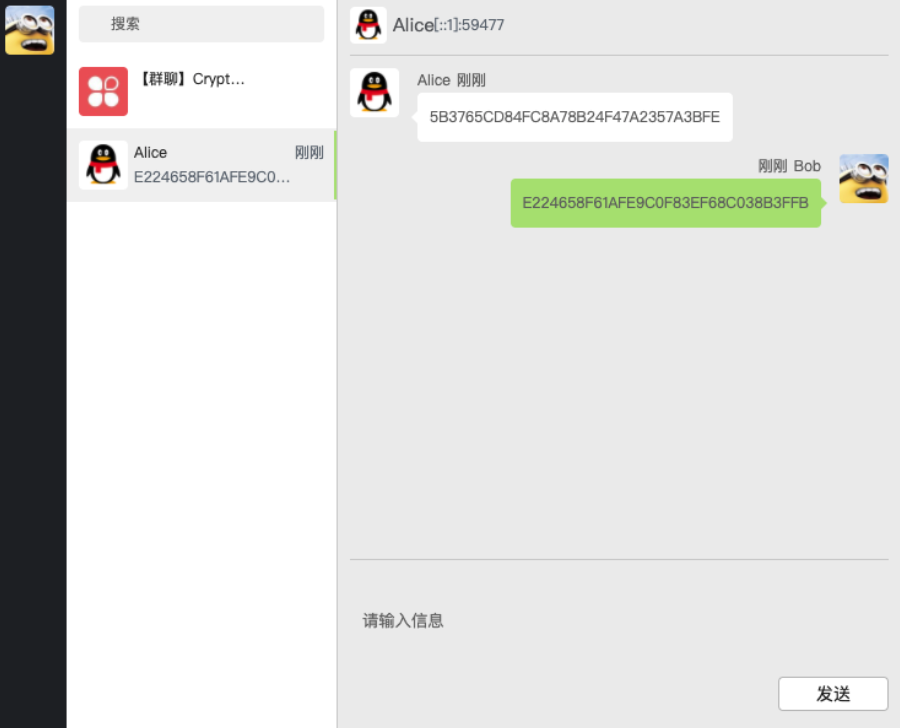 搜索
【群聊】Crypt...
Alice 刚刚
E224658F61AFE9C0...
Alice[::1]:59477
Alice 刚刚
5B3765CD84FC8A78B24F47A2357A3BFE
刚刚 Bob
E224658F61AFE9C0F83EF68C038B3FFB
请输入信息
发送